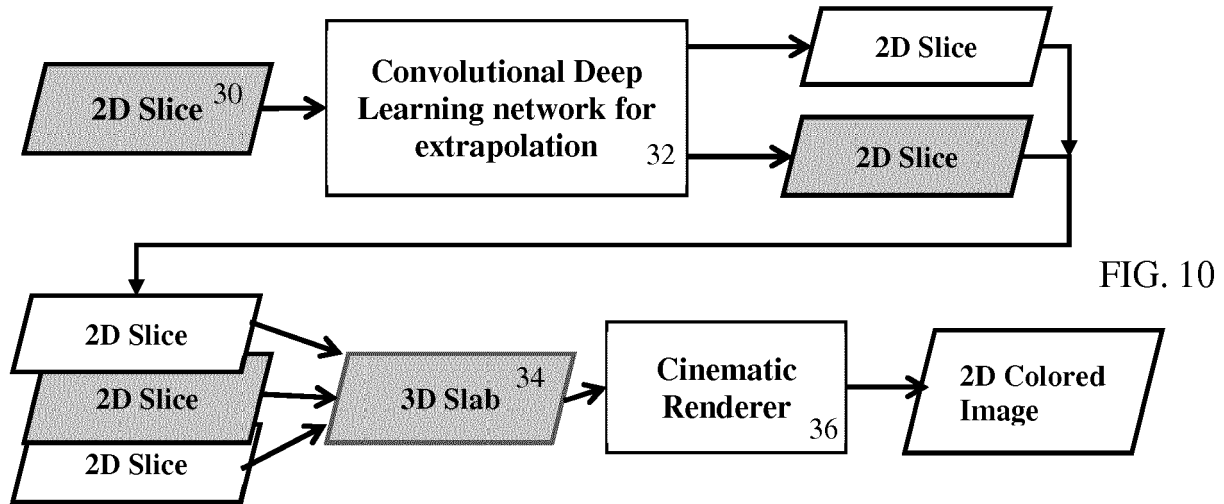 2D Slice 30
Convolutional Deep
Learning network for
extrapolation 32
2D Slice
2D Slice
FIG. 10
2D Slice
2D Slice
2D Slice
3D Slab 34
Cinematic
Renderer 36
2D Colored
Image